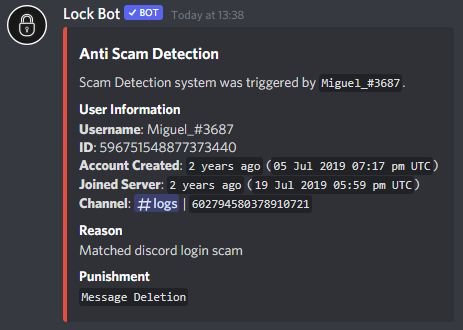 Lock Bot ✓ BOT Today at 13:38
Anti Scam Detection
Scam Detection system was triggered by Miguel_#3687.
User Information
Username: Miguel_#3687
ID: 596751548877373440
Account Created: 2 years ago (05 Jul 2019 07:17 pm UTC)
Joined Server: 2 years ago (19 Jul 2019 05:59 pm UTC)
Channel: #logs | 602794580378910721
Reason
Matched discord login scam
Punishment
Message Deletion